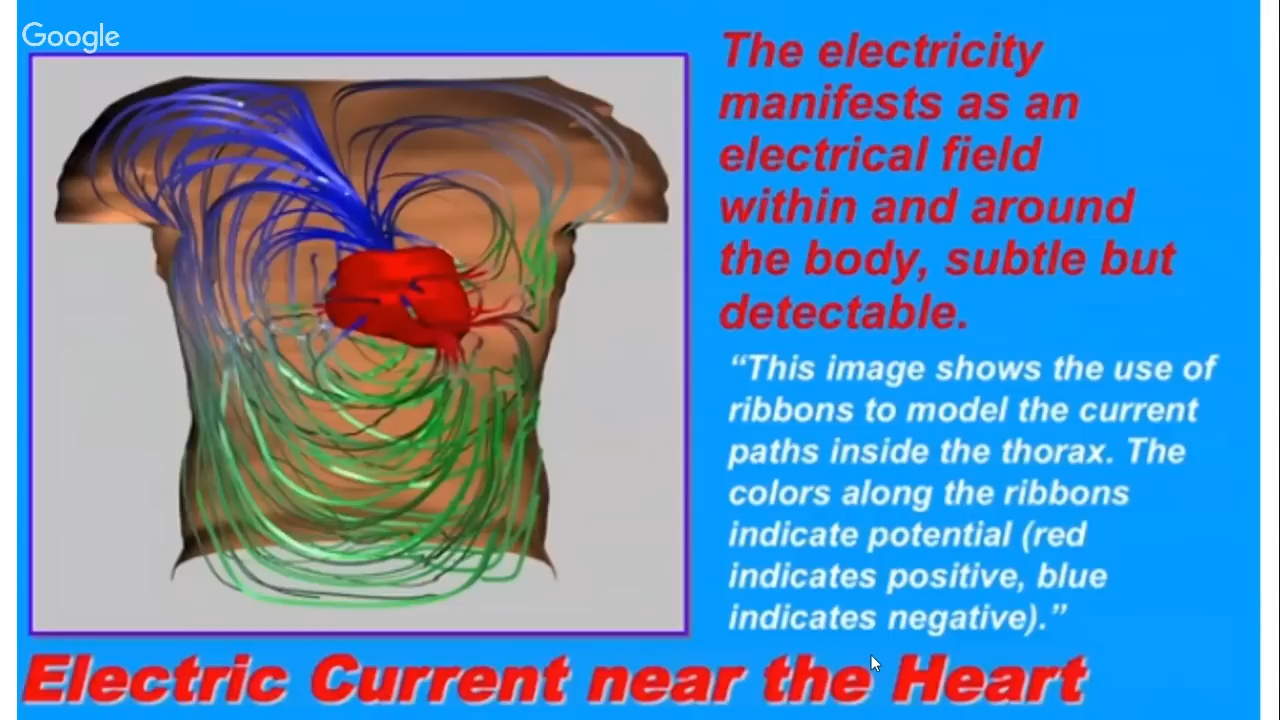 Google
The electricity
manifests as an
electrical field
within and around
the body, subtle but
detectable.
“This image shows the use of
ribbons to model the current
paths inside the thorax. The
colors along the ribbons
indicate potential (red
indicates positive, blue
indicates negative).”
Electric Current near the Heart